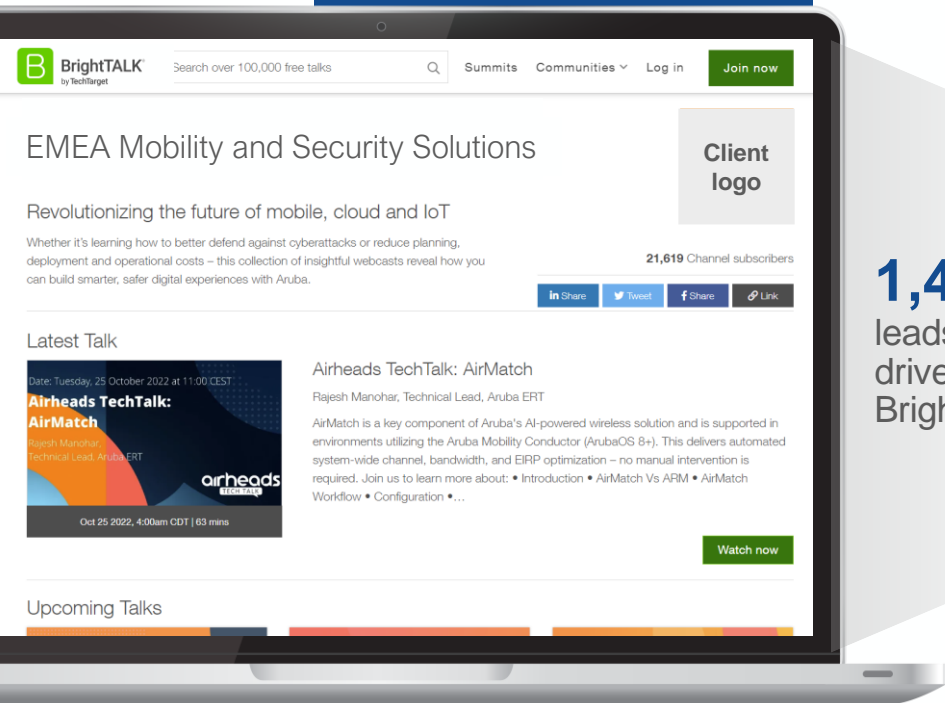 BrightTALK
by TechTarget
Search over 100,000 free talks
Summits
Communities
Log in
Join now
EMEA Mobility and Security Solutions
Client
logo
Revolutionizing the future of mobile, cloud and IoT
Whether it's learning how to better defend against cyberattacks or reduce planning,
deployment and operational costs – this collection of insightful webcasts reveal how you
can build smarter, safer digital experiences with Aruba.
21,619 Channel subscribers
in Share
Tweet
f Share
Link
Latest Talk
Date: Tuesday, 25 October 2022 at 11:00 CEST
Airheads TechTalk:
AirMatch
Rajesh Manohar,
Technical Lead, Aruba ERT
airheads
TECH TALK
Oct 25 2022, 4:00am CDT | 63 mins
Airheads TechTalk: AirMatch
Rajesh Manohar, Technical Lead, Aruba ERT
AirMatch is a key component of Aruba's AI-powered wireless solution and is supported in
environments utilizing the Aruba Mobility Conductor (ArubaOS 8+). This delivers automated
system-wide channel, bandwidth, and EIRP optimization – no manual intervention is
required. Join us to learn more about: • Introduction • AirMatch Vs ARM • AirMatch
Workflow • Configuration •…
Watch now
Upcoming Talks
1,4
leads
drive
Brigh